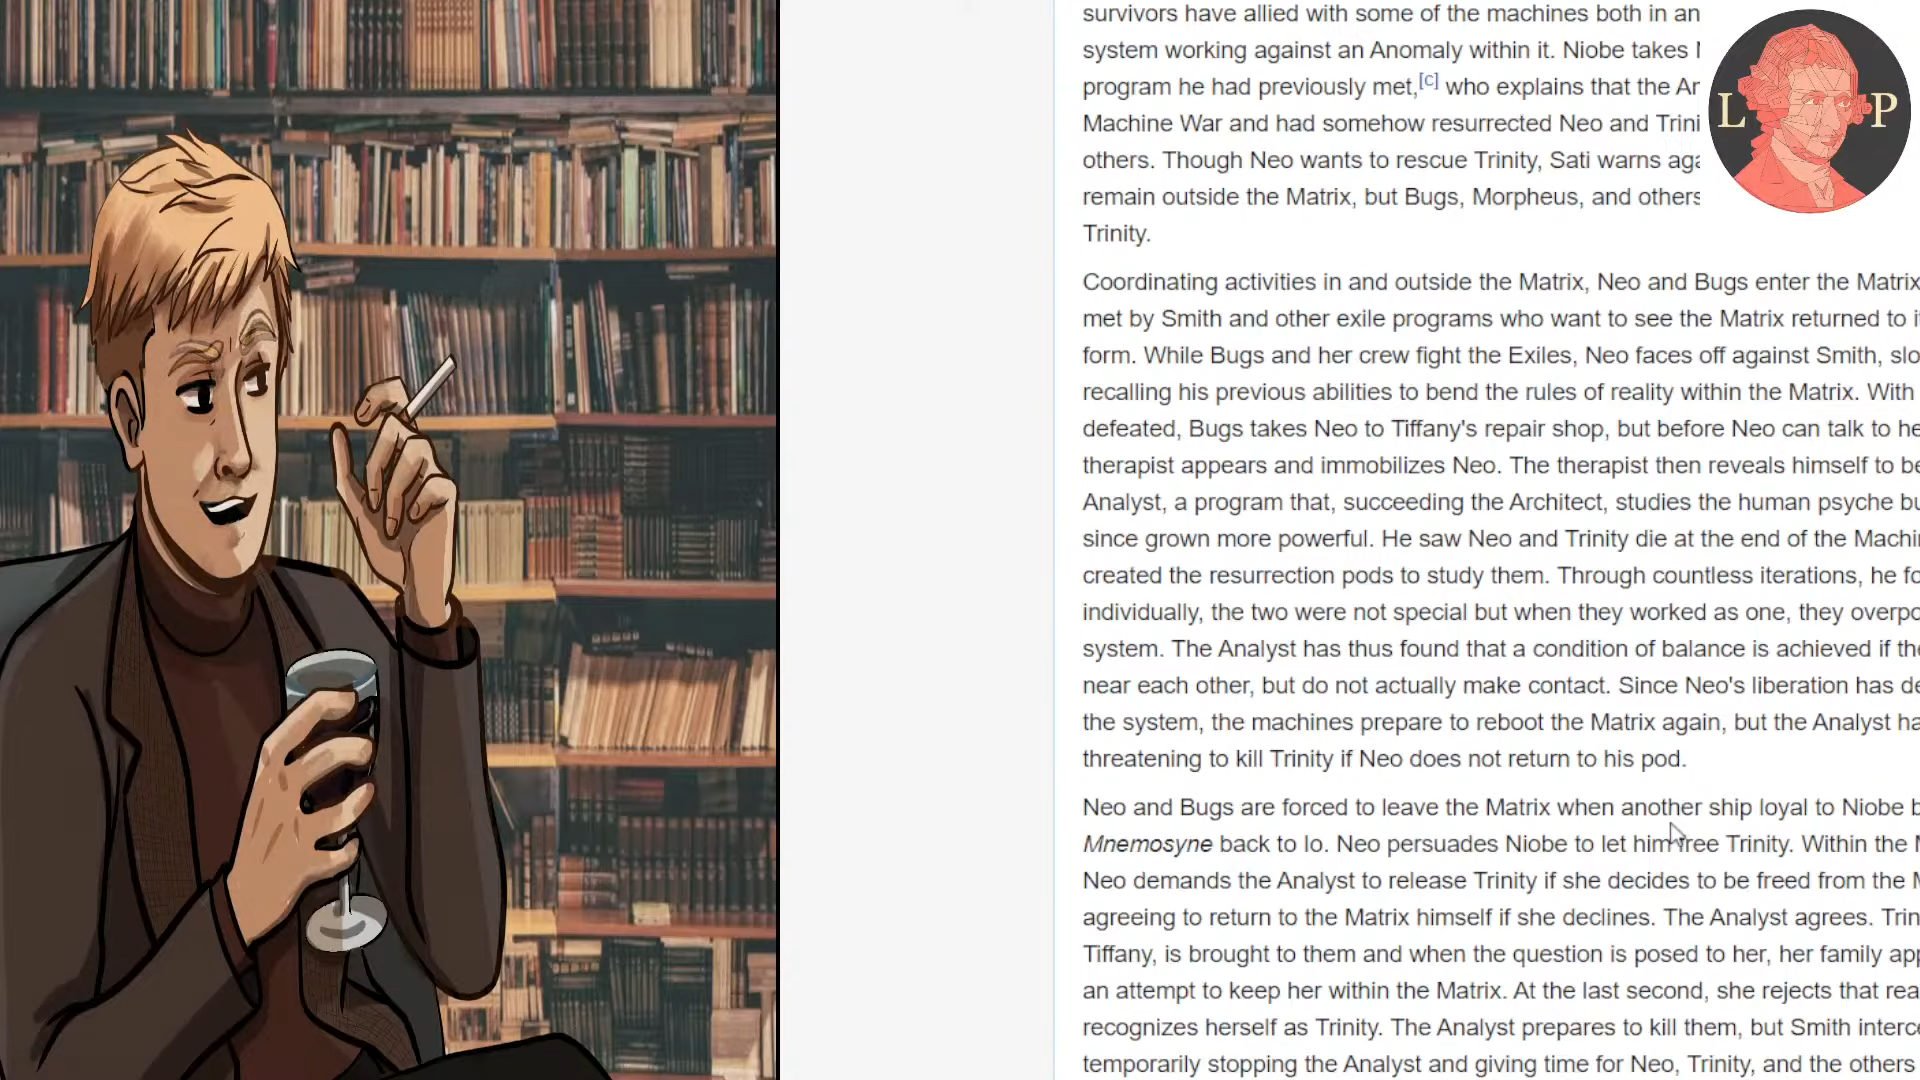 survivors have allied with some of the machines both in an
system working against an Anomaly within it. Niobe takes
program he had previously met,[c] who explains that the
Machine War and had somehow resurrected Neo and Trini
others. Though Neo wants to rescue Trinity, Sati warns aga
remain outside the Matrix, but Bugs, Morpheus, and others
Trinity.
L P
Coordinating activities in and outside the Matrix, Neo and Bugs enter the Matrix
met by Smith and other exile programs who want to see the Matrix returned to
form. While Bugs and her crew fight the Exiles, Neo faces off against Smith, slo
recalling his previous abilities to bend the rules of reality within the Matrix. With
defeated, Bugs takes Neo to Tiffany's repair shop, but before Neo can talk to he
therapist appears and immobilizes Neo. The therapist then reveals himself to be
Analyst, a program that, succeeding the Architect, studies the human psyche bu
since grown more powerful. He saw Neo and Trinity die at the end of the Machi
created the resurrection pods to study them. Through countless iterations, he fo
individually, the two were not special but when they worked as one, they overpo
system. The Analyst has thus found that a condition of balance is achieved if the
near each other, but do not actually make contact. Since Neo's liberation has de
the system, the machines prepare to reboot the Matrix again, but the Analyst ha
threatening to kill Trinity if Neo does not return to his pod.
Neo and Bugs are forced to leave the Matrix when another ship loyal to Niobe b
Mnemosyne back to Io. Neo persuades Niobe to let him free Trinity. Within the
Neo demands the Analyst to release Trinity if she decides to be freed from the
agreeing to return to the Matrix himself if she declines. The Analyst agrees. Trin
Tiffany, is brought to them and when the question is posed to her, her family app
an attempt to keep her within the Matrix. At the last second, she rejects that rea
recognizes herself as Trinity. The Analyst prepares to kill them, but Smith interce
temporarily stopping the Analyst and giving time for Neo, Trinity, and the others